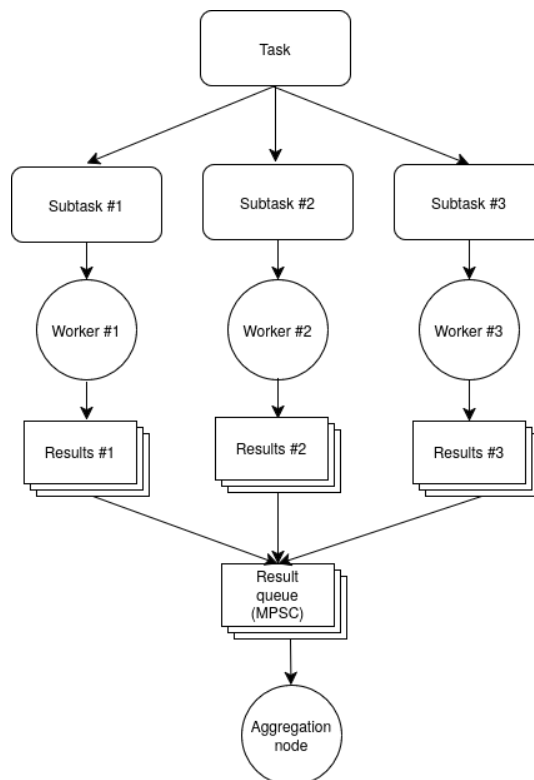 Task
Subtask #1
Subtask #2
Subtask #3
Worker #1
Worker #2
Worker #3
Results #1
Results #2
Results #3
Result
queue
(MPSC)
Aggregation
node